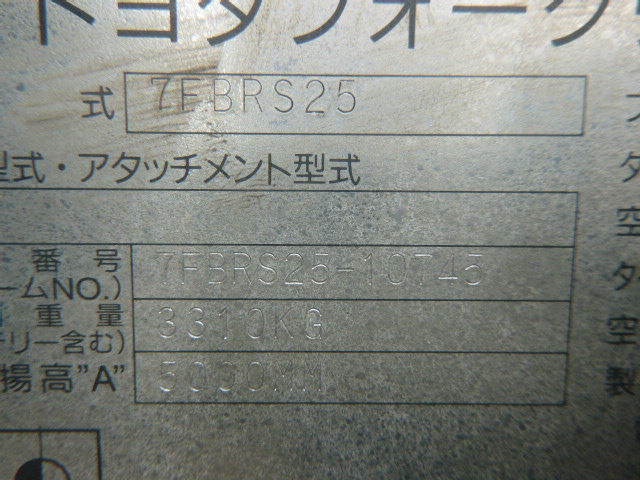 トヨタフォーク
式 7FBRS25
型式・アタッチメント型式
番号 7FBRS25-10745
ームNO.)
重量 3310KG
リー含む)
揚高"A" 5000MM
タ
空
タ
空
製